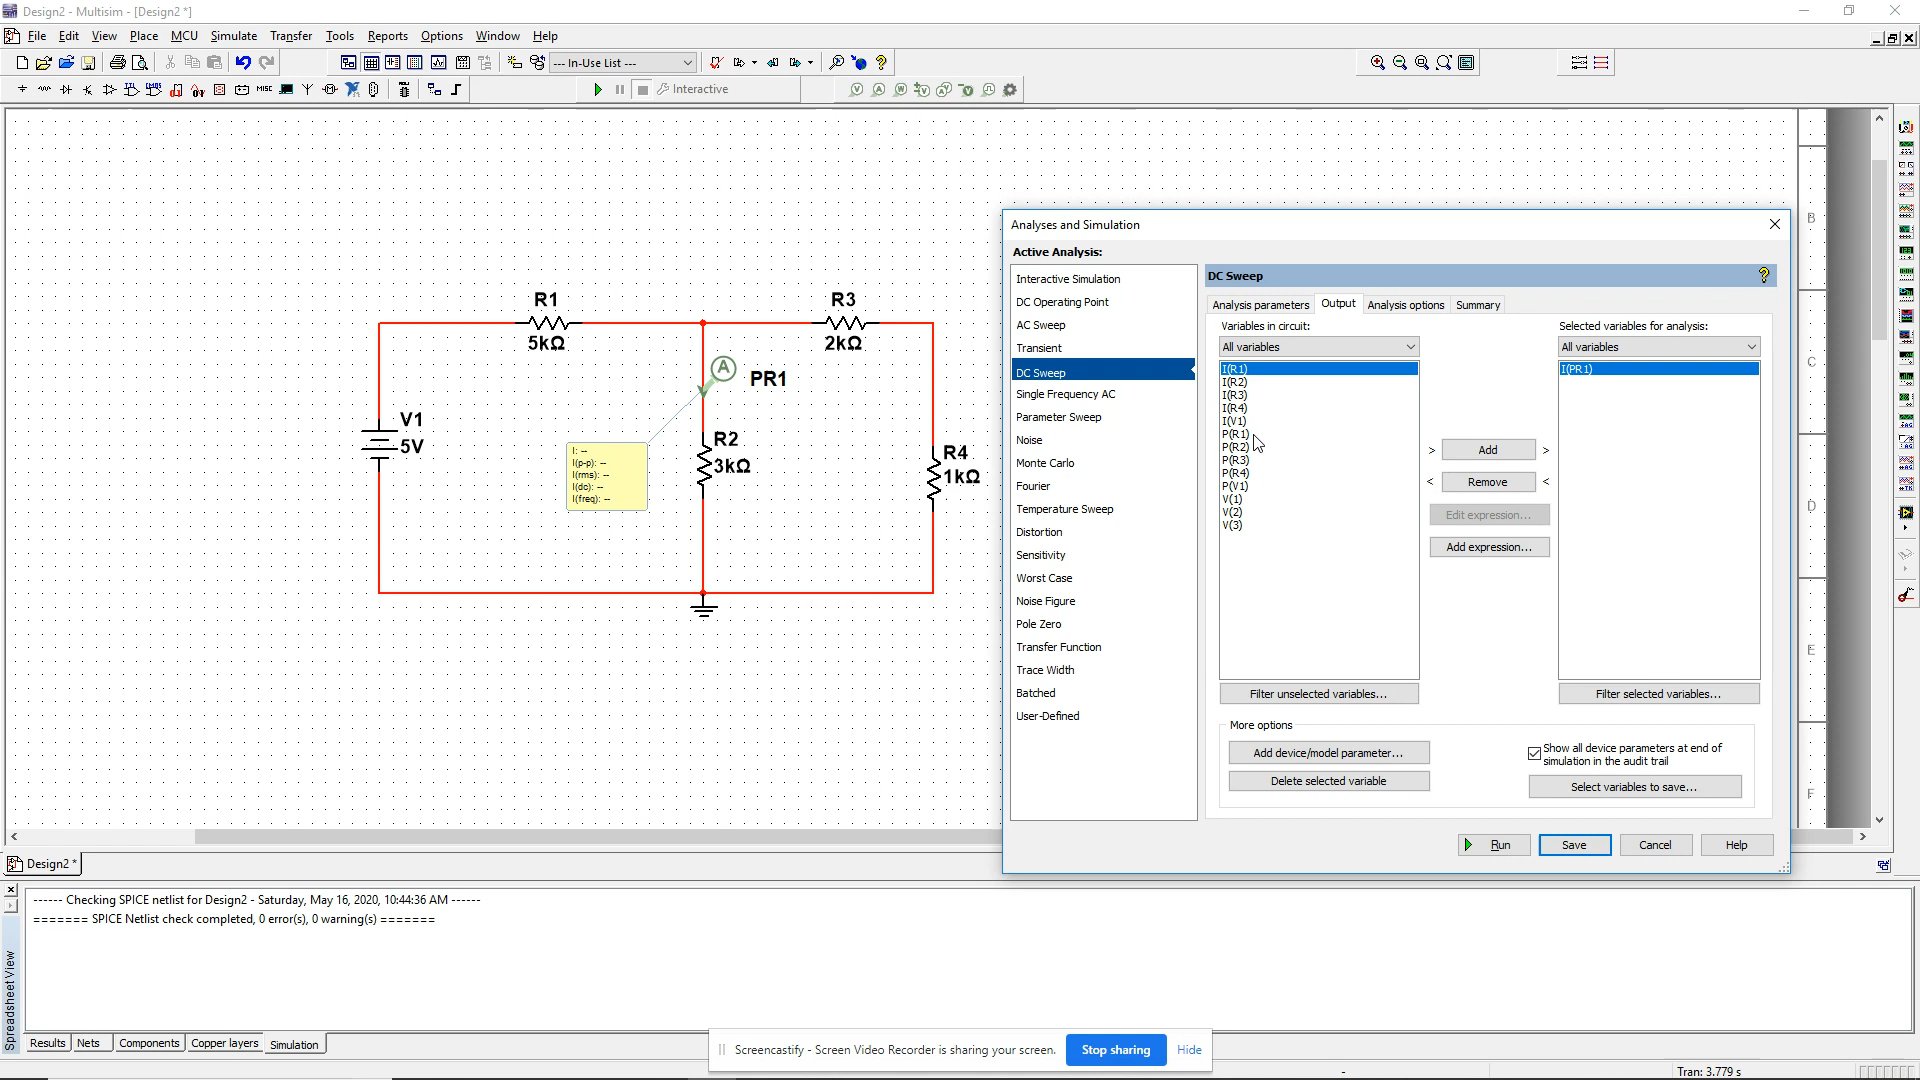 Design2 - Multisim - [Design2 *]
File Edit View Place MCU Simulate Transfer Tools Reports Options Window Help
--- In-Use List ---
MISC
Interactive
Analyses and Simulation
Active Analysis:
Interactive Simulation
DC Operating Point
AC Sweep
Transient
DC Sweep
Single Frequency AC
Parameter Sweep
Noise
Monte Carlo
Fourier
Temperature Sweep
Distortion
Sensitivity
Worst Case
Noise Figure
Pole Zero
Transfer Function
Trace Width
Batched
User-Defined
DC Sweep
Analysis parameters Output Analysis options Summary
Variables in circuit:
All variables
I(R1)
I(R2)
I(R3)
I(R4)
I(V1)
P(R1)
P(R2)
P(R3)
P(R4)
P(V1)
V(1)
V(2)
V(3)
> Add >
< Remove <
Edit expression...
Add expression...
Selected variables for analysis:
All variables
I(PR1)
Filter unselected variables...
Filter selected variables...
More options
Add device/model parameter...
Delete selected variable
Show all device parameters at end of
simulation in the audit trail
Select variables to save...
Run Save Cancel Help
R1
5kΩ
R3
2kΩ
A
PR1
V1
5V
R2
3kΩ
R4
1kΩ
I: --
I(p-p): --
I(rms): --
I(dc): --
I(freq): --
B
C
D
E
F
Design2 *
------ Checking SPICE netlist for Design2 - Saturday, May 16, 2020, 10:44:36 AM ------
======= SPICE Netlist check completed, 0 error(s), 0 warning(s) =======
Spreadsheet View
Results Nets Components Copper layers Simulation
Screencastify - Screen Video Recorder is sharing your screen. Stop sharing Hide
- Tran: 3.779 s